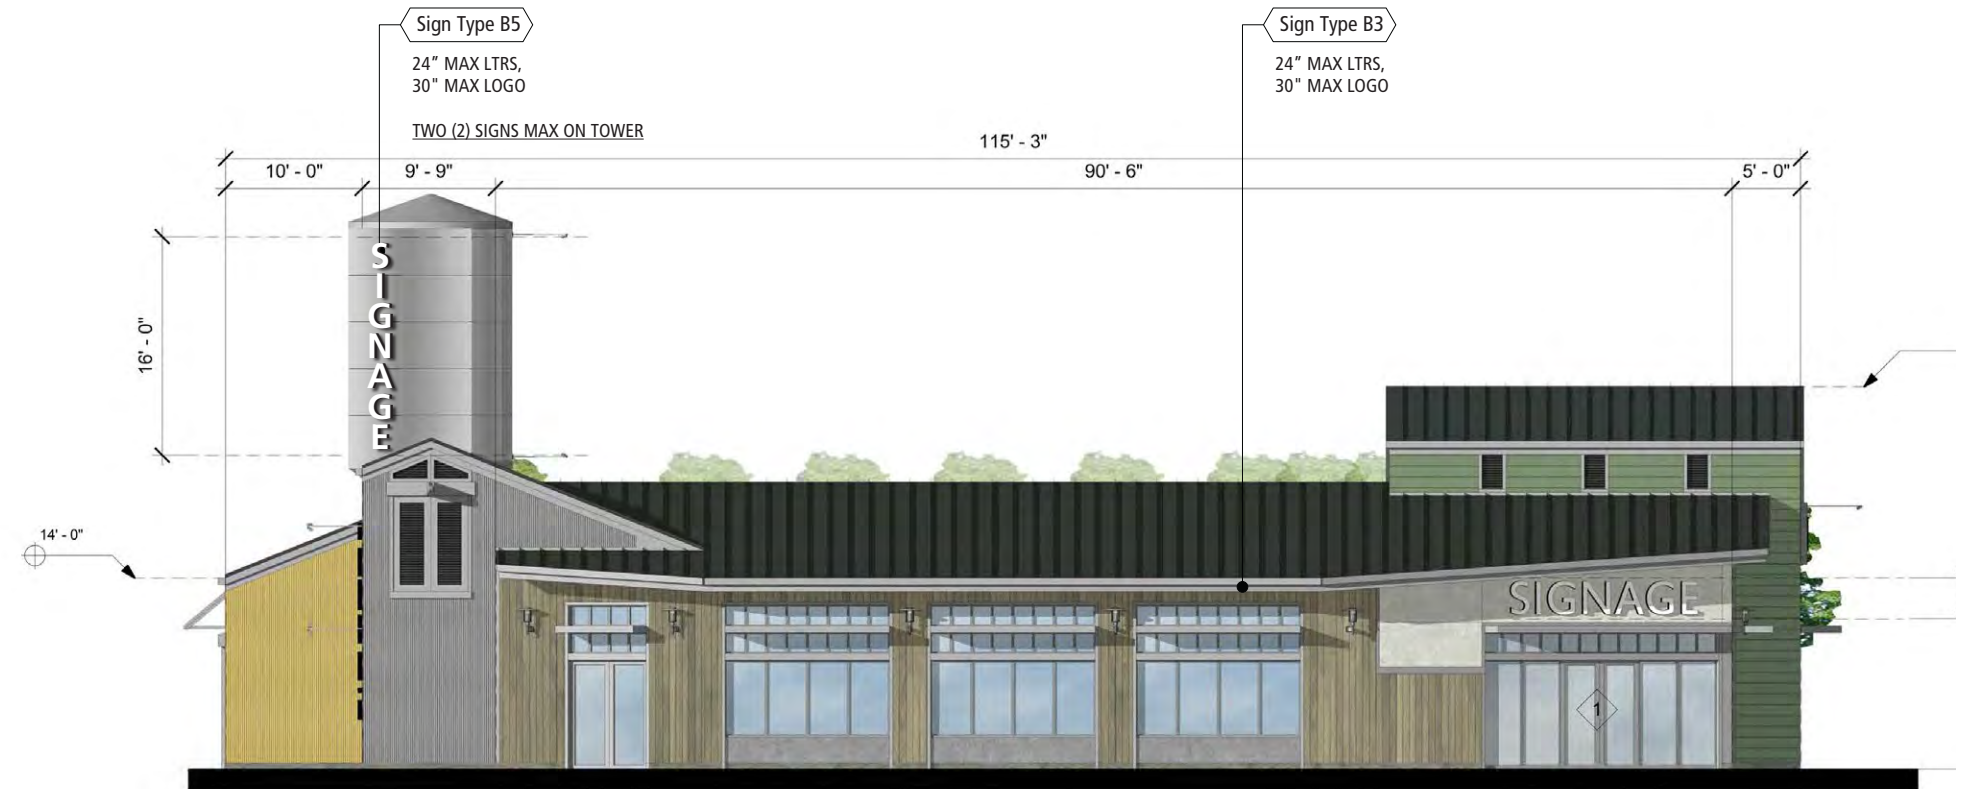 Sign Type B5
24” MAX LTRS,
30" MAX LOGO
TWO (2) SIGNS MAX ON TOWER
Sign Type B3
24” MAX LTRS,
30" MAX LOGO
115' - 3"
10' - 0"
9' - 9"
90' - 6"
5' - 0"
16' - 0"
SIGNAGE
14' - 0"
SIGNAGE
1